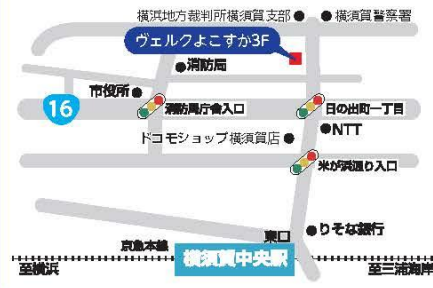 横浜地方裁判所横須賀支部
横須賀警察署
ヴェルクよこすか3F
消防局
市役所
16
消防局庁舎入口
日の出町一丁目
NTT
ドコモショップ横須賀店
米が浜通り入口
りそな銀行
東口
京急本線
横須賀中央駅
至横浜
至三浦海岸